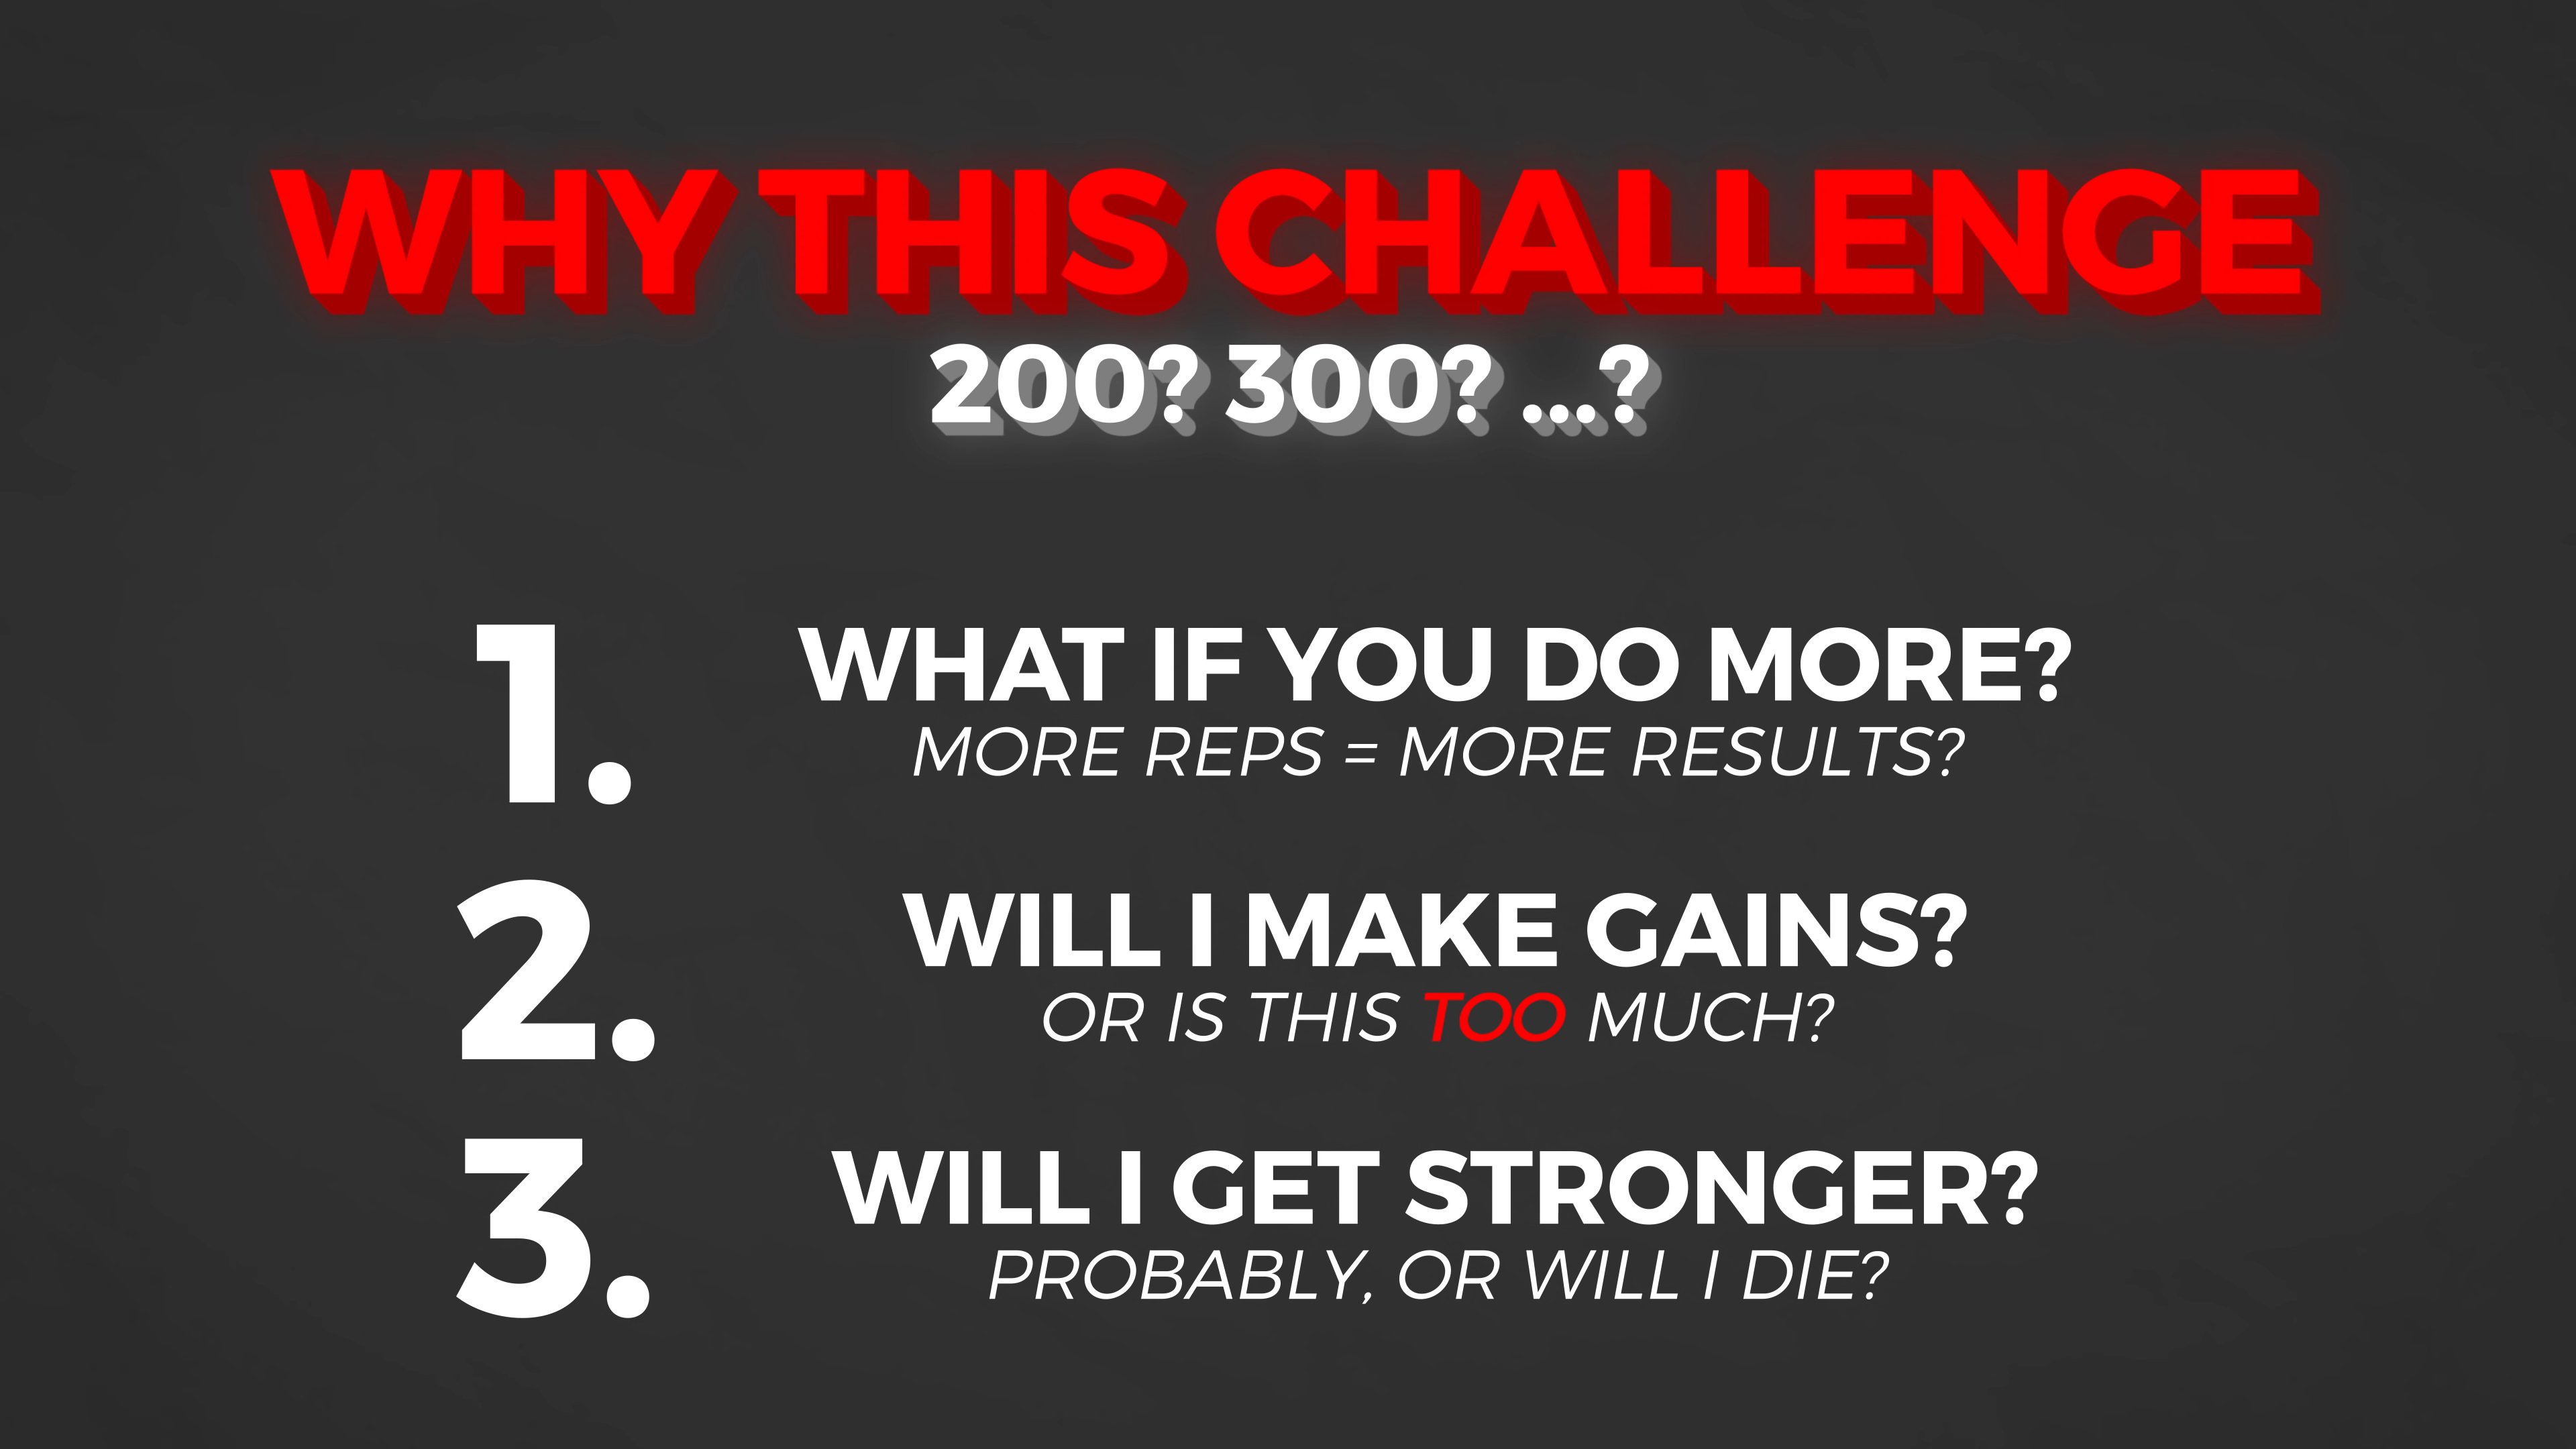 WHY THIS CHALLENGE
200? 300? ...?
1. WHAT IF YOU DO MORE?
MORE REPS = MORE RESULTS?
2. WILL I MAKE GAINS?
OR IS THIS TOO MUCH?
3. WILL I GET STRONGER?
PROBABLY, OR WILL I DIE?